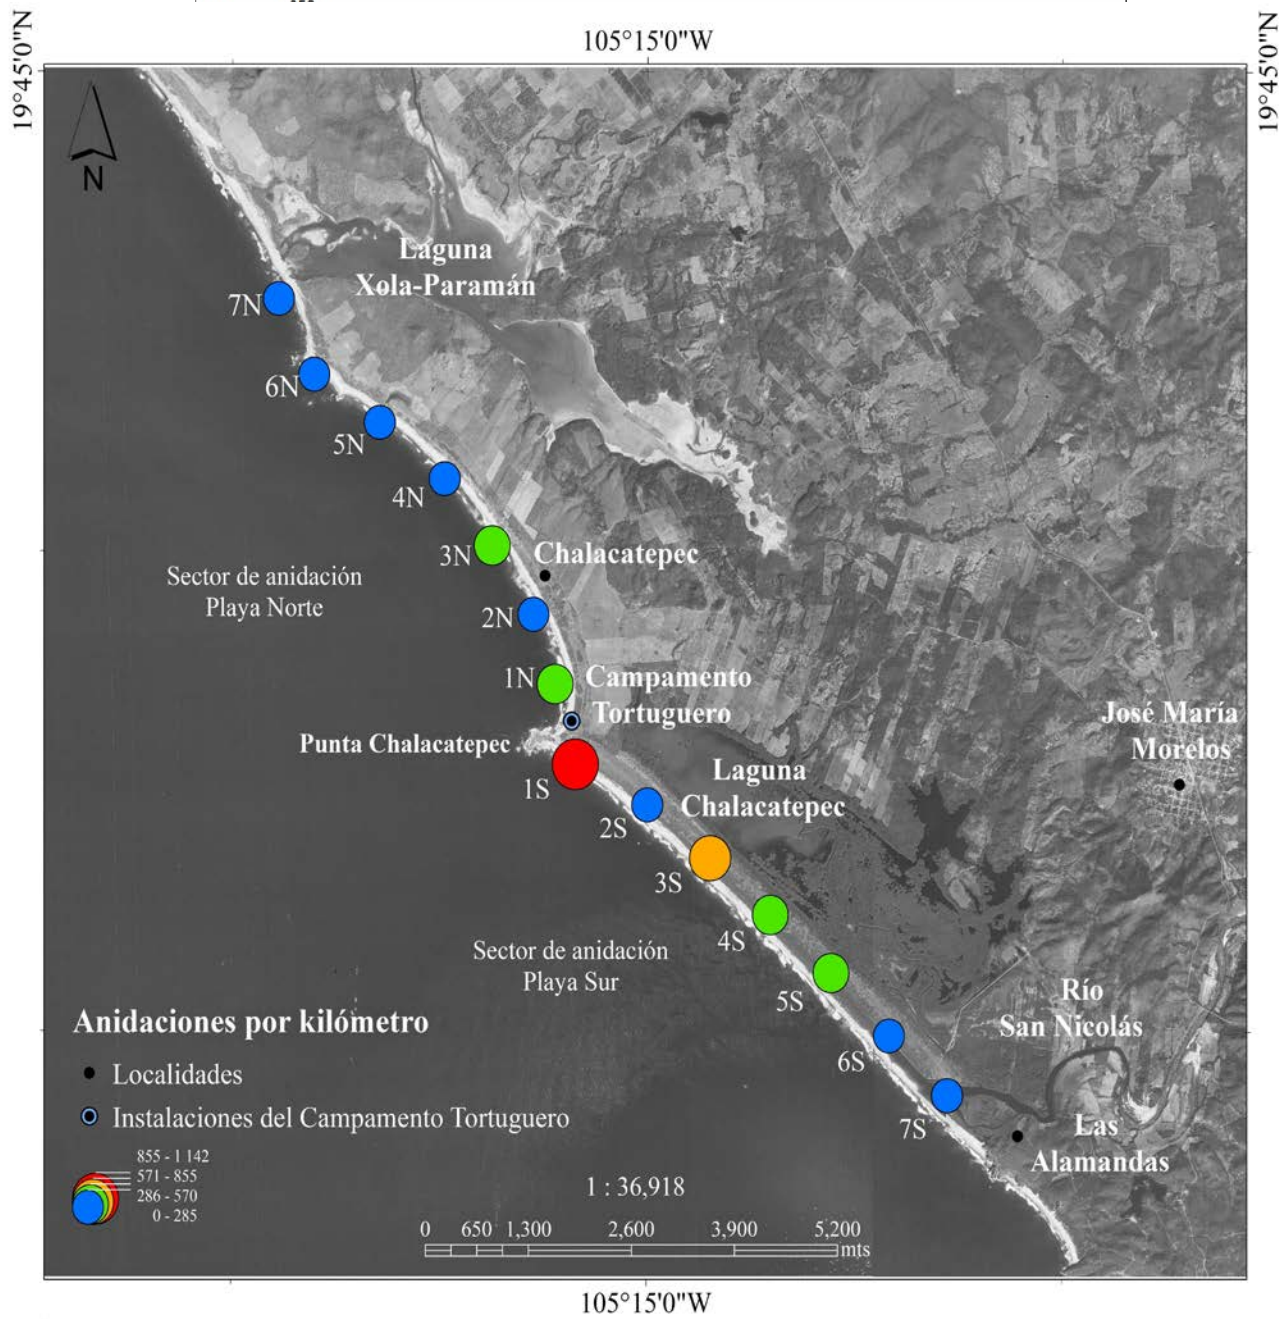 105°15'0"W
19°45'0"N
19°45'0"N
N
Laguna
Xola-Paramán
7N
6N
5N
4N
3N
Chalacatepec
Sector de anidación
Playa Norte
2N
1N
Campamento
Tortuguero
José María
Morelos
Punta Chalacatepec
1S
Laguna
Chalacatepec
2S
3S
4S
Sector de anidación
Playa Sur
5S
Río
San Nicolás
6S
7S
Las
Alamandas
Anidaciones por kilómetro
Localidades
Instalaciones del Campamento Tortuguero
855 - 1 142
571 - 855
286 - 570
0 - 285
1 : 36,918
0 650 1,300 2,600 3,900 5,200
mts
105°15'0"W